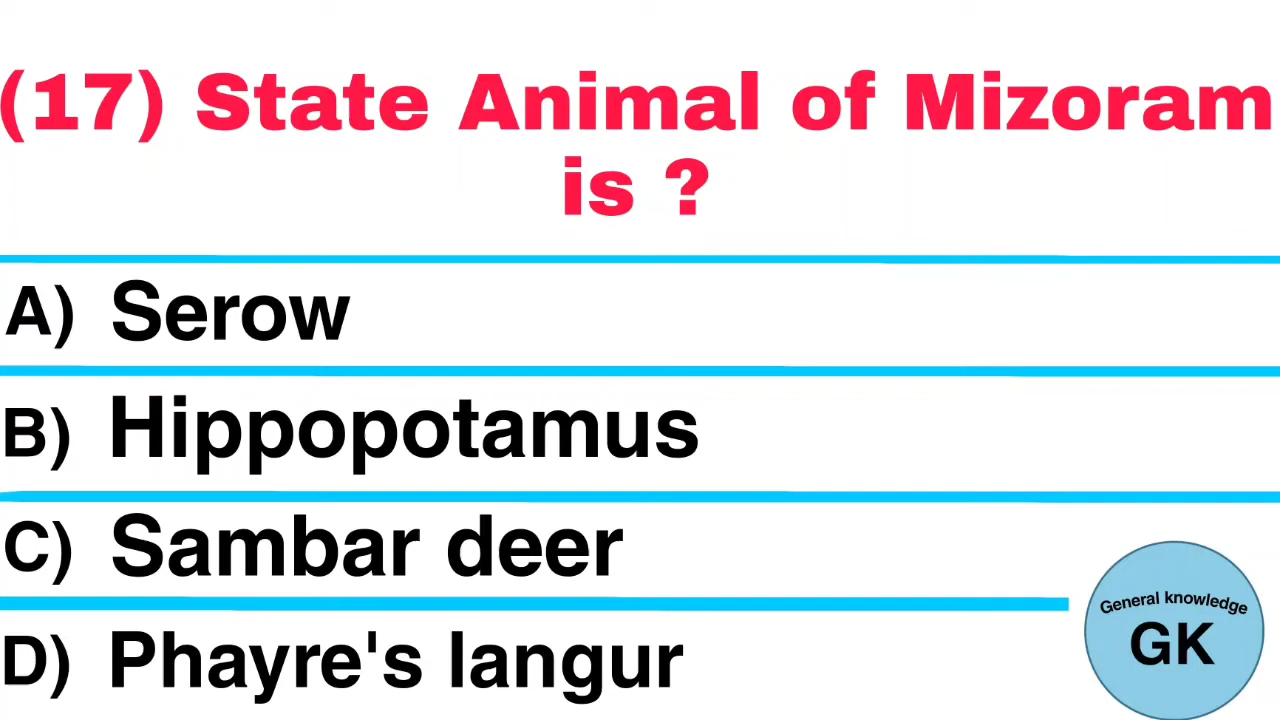 (17) State Animal of Mizoram
is ?
A) Serow
B) Hippopotamus
C) Sambar deer
D) Phayre's langur
General knowledge
GK